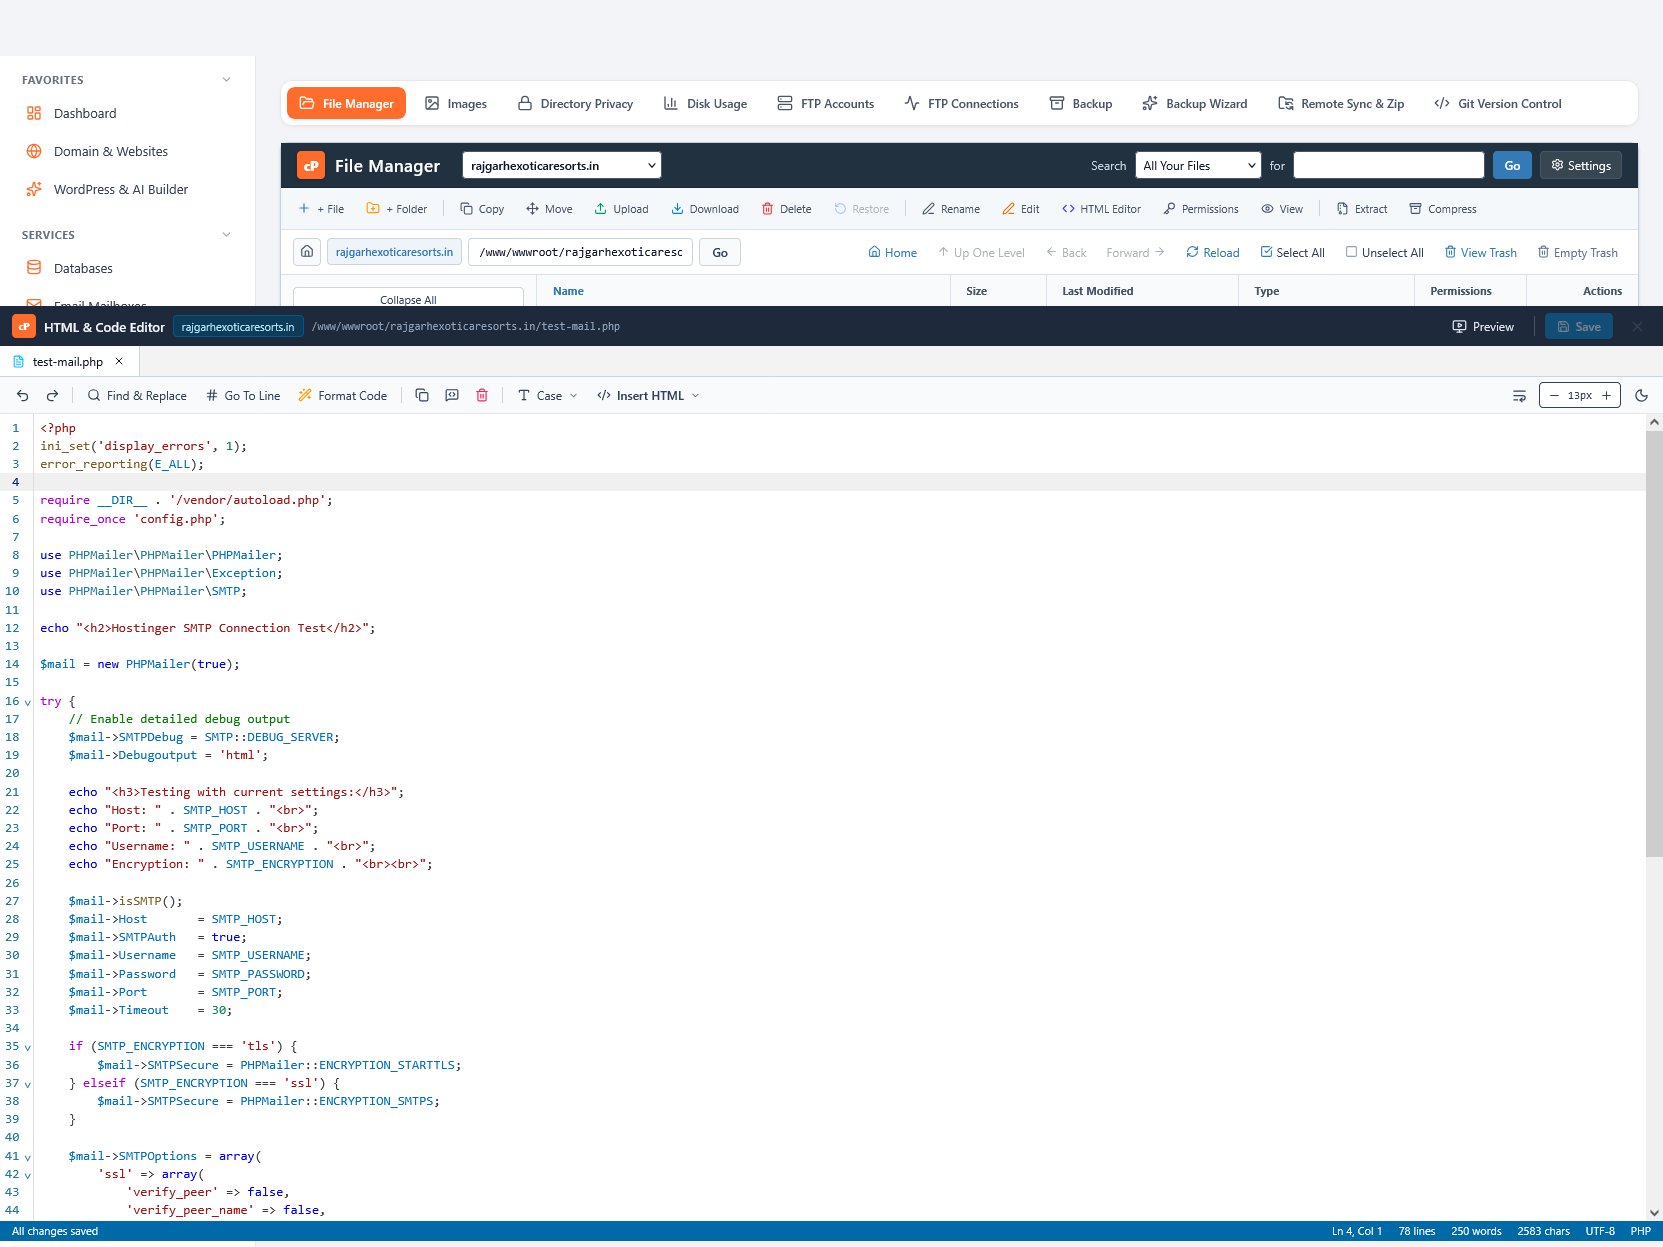 FAVORITES
Dashboard
Domain & Websites
WordPress & AI Builder
SERVICES
Databases
Email Mailboxes
File Manager
Images
Directory Privacy
Disk Usage
FTP Accounts
FTP Connections
Backup
Backup Wizard
Remote Sync & Zip
</> Git Version Control
cP File Manager rajgarhexoticaresorts.in Search All Your Files for Go Settings
+ + File
+ Folder
Copy
Move
Upload
Download
Delete
Restore
Rename
Edit
<> HTML Editor
Permissions
View
Extract
Compress
rajgarhexoticaresorts.in /www/wwwroot/rajgarhexoticaresc Go Home Up One Level Back Forward Reload Select All Unselect All View Trash Empty Trash
Collapse All
Name Size Last Modified Type Permissions Actions
cP HTML & Code Editor rajgarhexoticaresorts.in /www/wwwroot/rajgarhexoticaresorts.in/test-mail.php Preview Save
test-mail.php
Find & Replace # Go To Line Format Code Case </> Insert HTML − 13px +
1 <?php
2 ini_set('display_errors', 1);
3 error_reporting(E_ALL);
4
5 require __DIR__ . '/vendor/autoload.php';
6 require_once 'config.php';
7
8 use PHPMailer\PHPMailer\PHPMailer;
9 use PHPMailer\PHPMailer\Exception;
10 use PHPMailer\PHPMailer\SMTP;
11
12 echo "<h2>Hostinger SMTP Connection Test</h2>";
13
14 $mail = new PHPMailer(true);
15
16 try {
17 // Enable detailed debug output
18 $mail->SMTPDebug = SMTP::DEBUG_SERVER;
19 $mail->Debugoutput = 'html';
20
21 echo "<h3>Testing with current settings:</h3>";
22 echo "Host: " . SMTP_HOST . "<br>";
23 echo "Port: " . SMTP_PORT . "<br>";
24 echo "Username: " . SMTP_USERNAME . "<br>";
25 echo "Encryption: " . SMTP_ENCRYPTION . "<br><br>";
26
27 $mail->isSMTP();
28 $mail->Host = SMTP_HOST;
29 $mail->SMTPAuth = true;
30 $mail->Username = SMTP_USERNAME;
31 $mail->Password = SMTP_PASSWORD;
32 $mail->Port = SMTP_PORT;
33 $mail->Timeout = 30;
34
35 if (SMTP_ENCRYPTION === 'tls') {
36 $mail->SMTPSecure = PHPMailer::ENCRYPTION_STARTTLS;
37 } elseif (SMTP_ENCRYPTION === 'ssl') {
38 $mail->SMTPSecure = PHPMailer::ENCRYPTION_SMTPS;
39 }
40
41 $mail->SMTPOptions = array(
42 'ssl' => array(
43 'verify_peer' => false,
44 'verify_peer_name' => false,
All changes saved Ln 4, Col 1 78 lines 250 words 2583 chars UTF-8 PHP